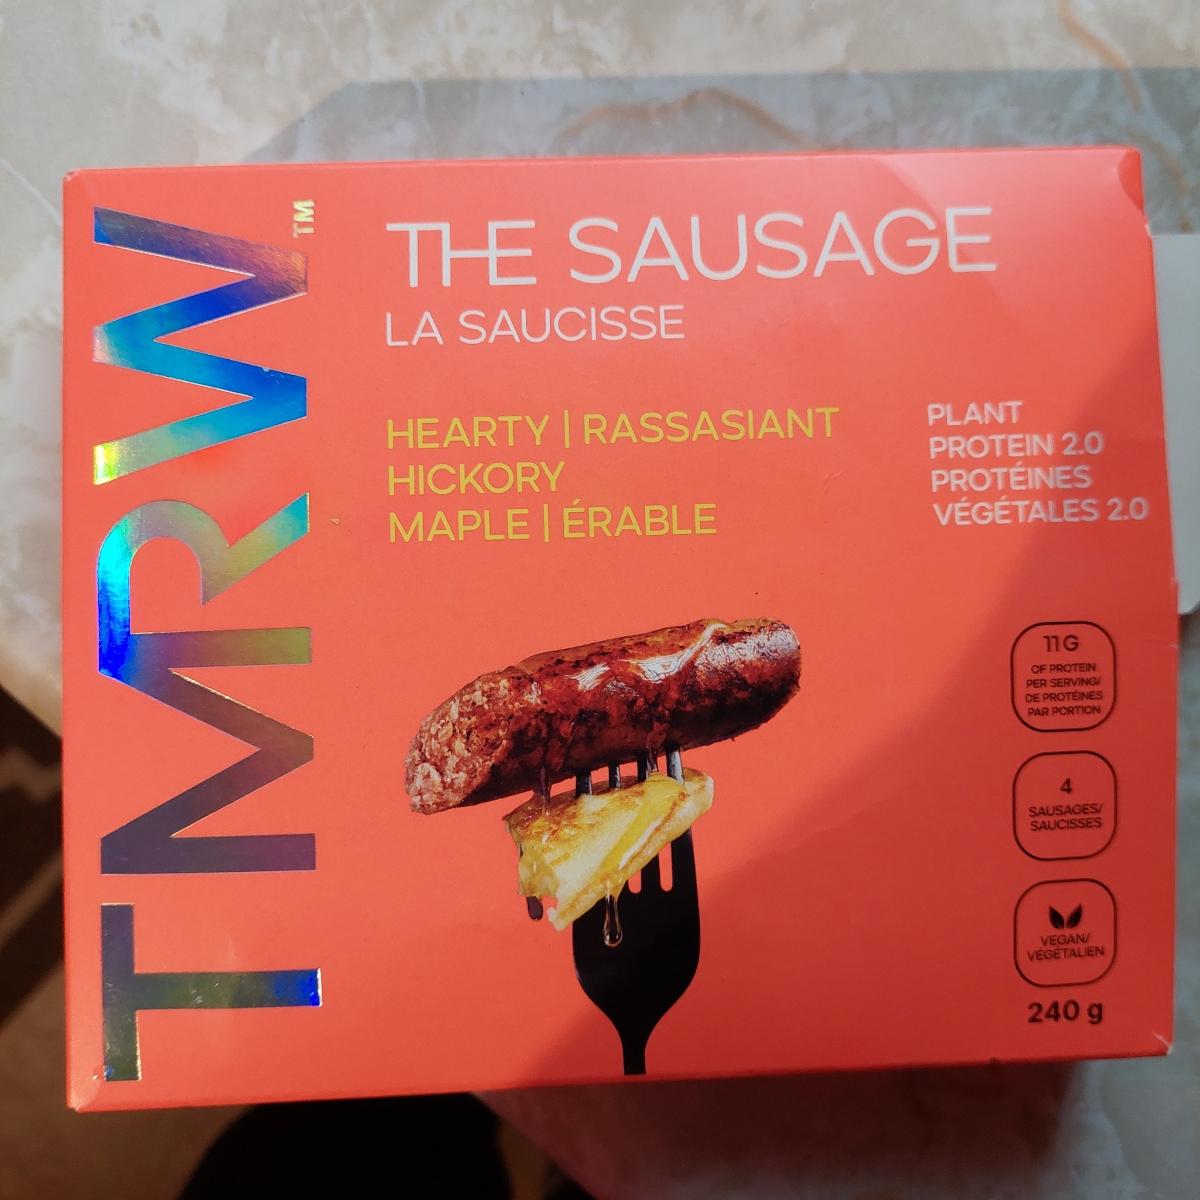 TMRW™
THE SAUSAGE
LA SAUCISSE
HEARTY | RASSASIANT
HICKORY
MAPLE | ÉRABLE
PLANT
PROTEIN 2.0
PROTÉINES
VÉGÉTALES 2.0
11G
OF PROTEIN
PER SERVING/
DE PROTÉINES
PAR PORTION
4
SAUSAGES/
SAUCISSES
VEGAN/
VÉGÉTALIEN
240 g